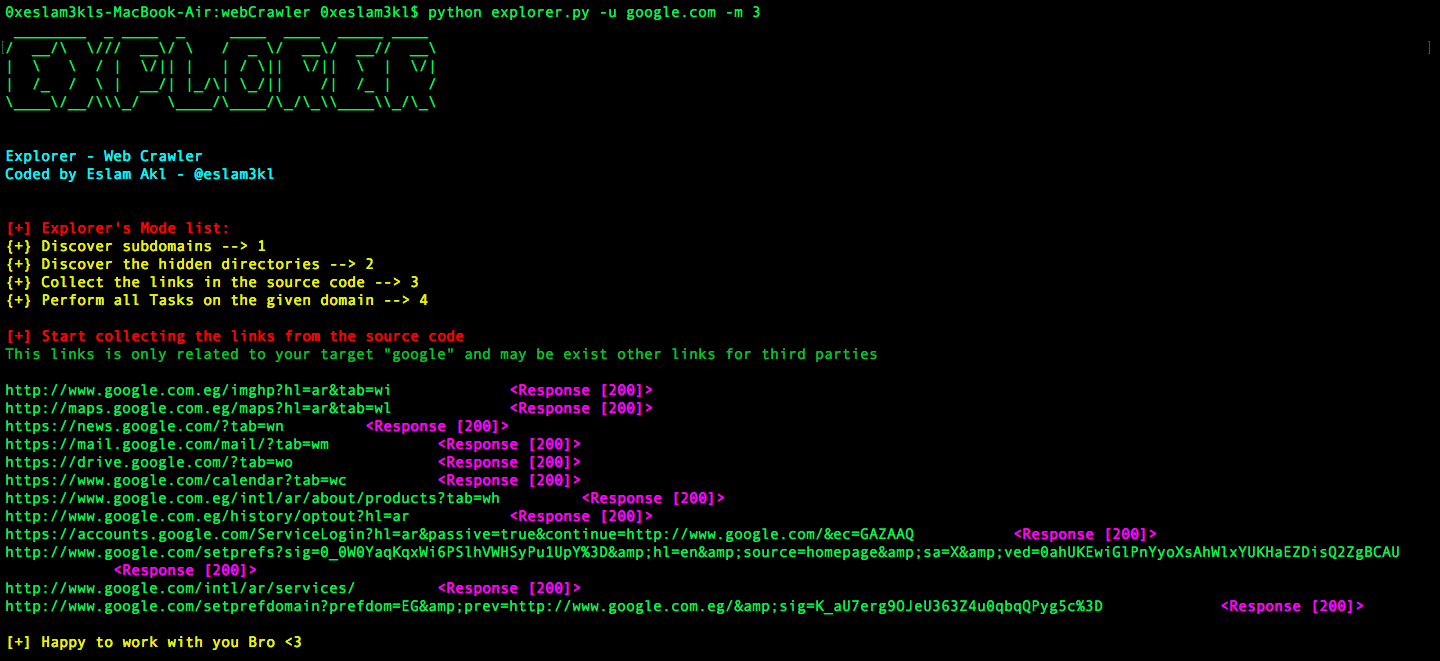 0xeslam3kls-MacBook-Air:webCrawler 0xeslam3kl$ python explorer.py -u google.com -m 3
EXPLORER
Explorer - Web Crawler
Coded by Eslam Akl - @eslam3kl
[+] Explorer's Mode list:
{+} Discover subdomains --> 1
{+} Discover the hidden directories --> 2
{+} Collect the links in the source code --> 3
{+} Perform all Tasks on the given domain --> 4
[+] Start collecting the links from the source code
This links is only related to your target "google" and may be exist other links for third parties
http://www.google.com.eg/imghp?hl=ar&tab=wi <Response [200]>
http://maps.google.com.eg/maps?hl=ar&tab=wl <Response [200]>
https://news.google.com/?tab=wn <Response [200]>
https://mail.google.com/mail/?tab=wm <Response [200]>
https://drive.google.com/?tab=wo <Response [200]>
https://www.google.com/calendar?tab=wc <Response [200]>
https://www.google.com.eg/intl/ar/about/products?tab=wh <Response [200]>
http://www.google.com.eg/history/optout?hl=ar <Response [200]>
https://accounts.google.com/ServiceLogin?hl=ar&passive=true&continue=http://www.google.com/&ec=GAZAAQ <Response [200]>
http://www.google.com/setprefs?sig=0_0W0YaqKqxWi6PSlhVWHSyPu1UpY%3D&amp;hl=en&amp;source=homepage&amp;sa=X&amp;ved=0ahUKEwiGlPnYyoXsAhWlxYUKHaEZDisQ2ZgBCAU
<Response [200]>
http://www.google.com/intl/ar/services/ <Response [200]>
http://www.google.com/setprefdomain?prefdom=EG&amp;prev=http://www.google.com.eg/&amp;sig=K_aU7erg9OJeU363Z4u0qbqQPyg5c%3D <Response [200]>
[+] Happy to work with you Bro <3